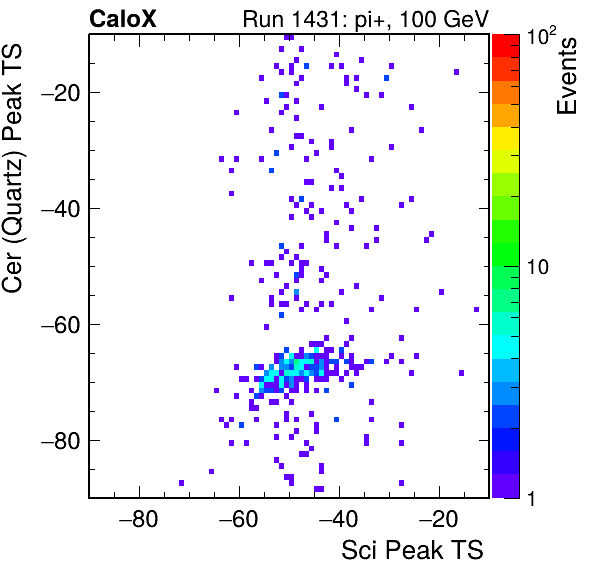 CaloX Run 1431: pi+, 100 GeV
Cer (Quartz) Peak TS
−20
−40
−60
−80
−80 −60 −40 −20
Sci Peak TS
10²
10
1
Events